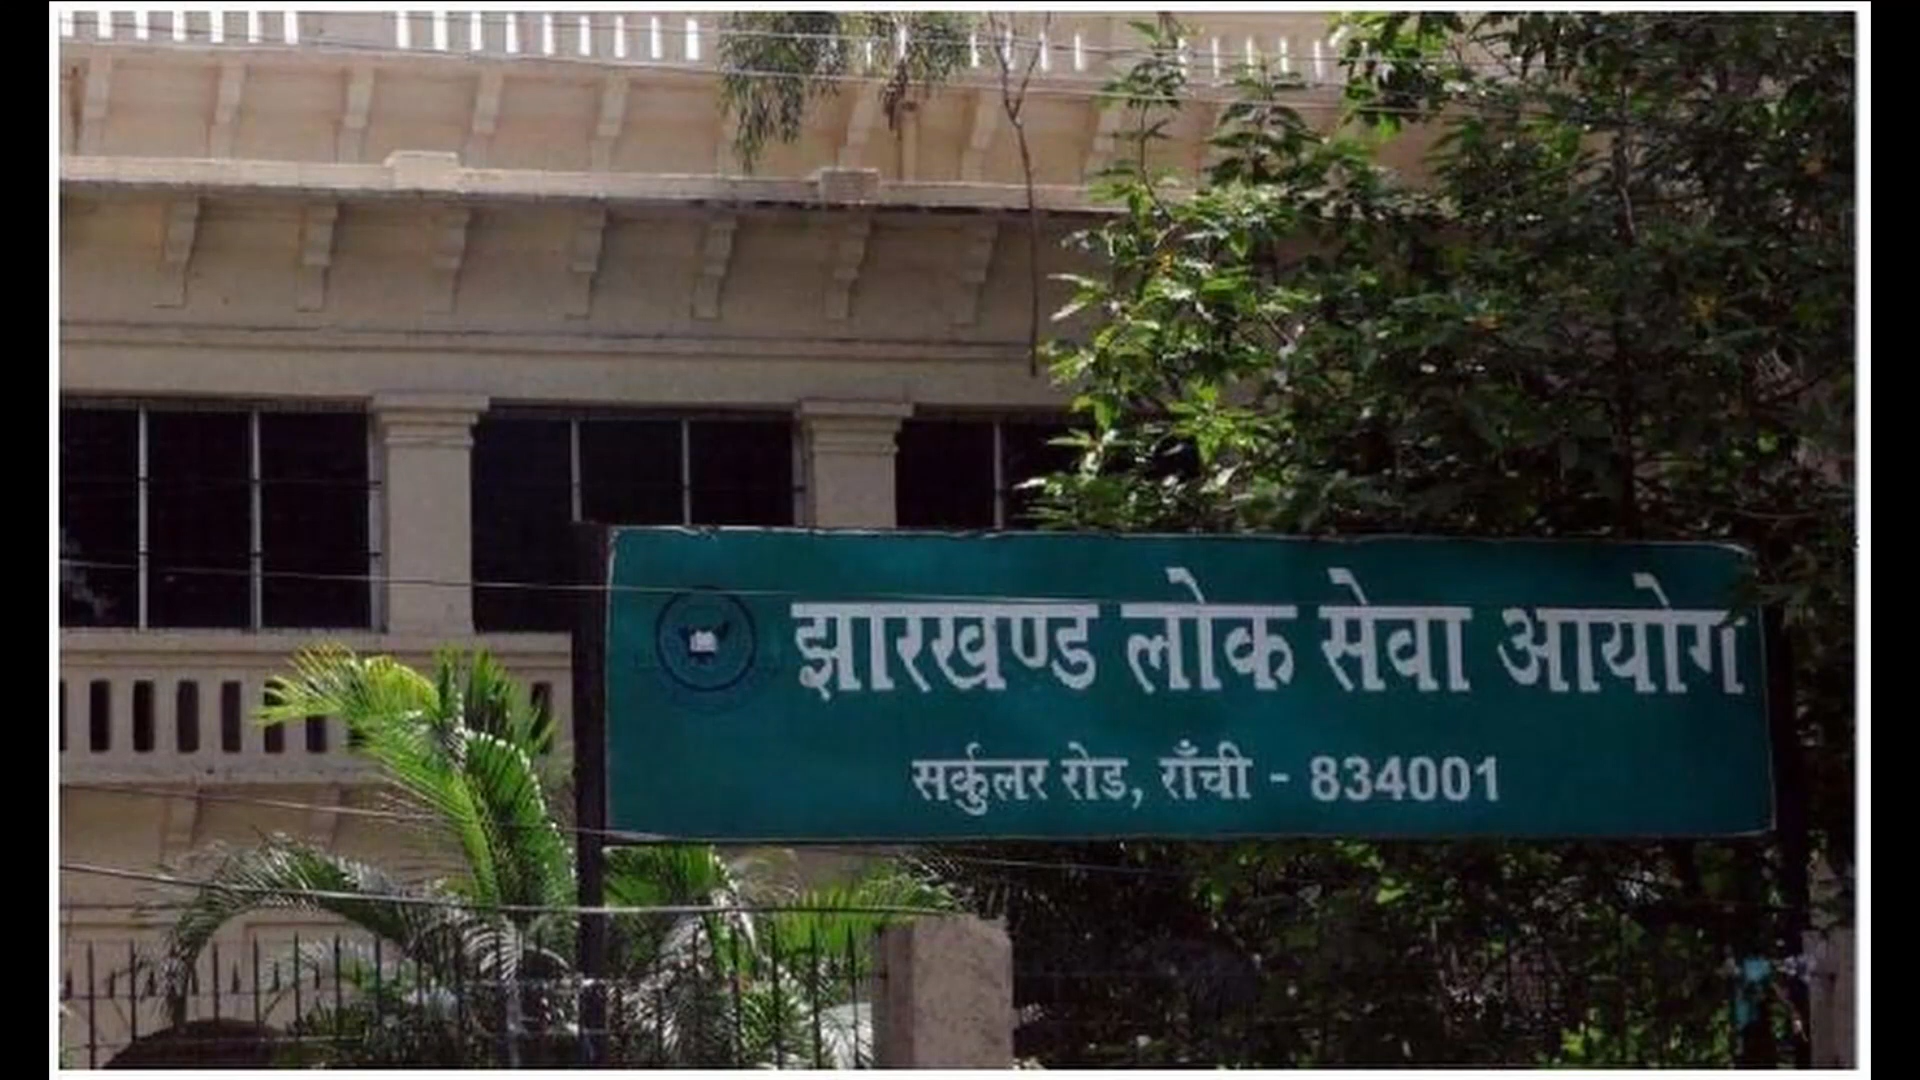 झारखण्ड लोक सेवा आयोग
सर्कुलर रोड, राँची - 834001